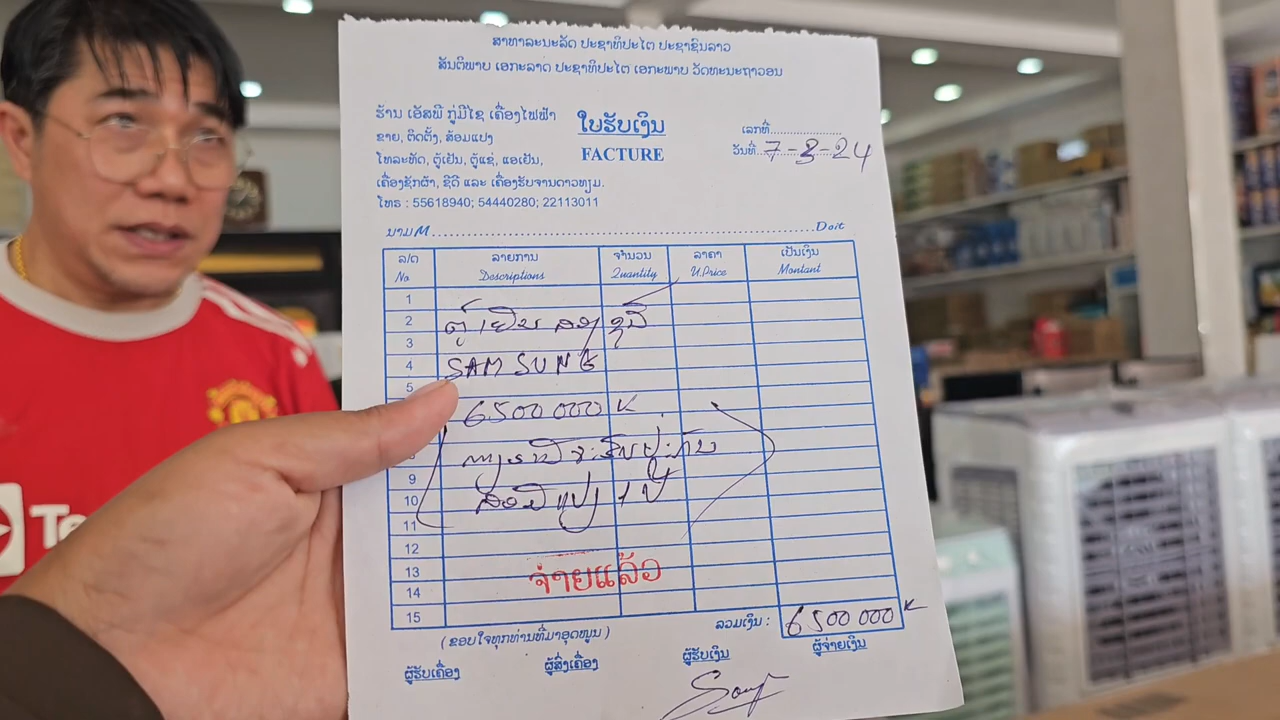 ສາທາລະນະລັດ ປະຊາທິປະໄຕ ປະຊາຊົນລາວ
ສັນຕິພາບ ເອກະລາດ ປະຊາທິປະໄຕ ເອກະພາບ ວັດທະນະຖາວອນ
ຮ້ານ ເອັສພີ ກູ່ມີໄຊ ເຄື່ອງໄຟຟ້າ
ຂາຍ, ຕິດຕັ້ງ, ສ້ອມແປງ
ໂທລະທັດ, ຕູ້ເຢັນ, ຕູ້ແຊ່, ແອເຢັນ,
ເຄື່ອງຊັກຜ້າ, ຊີດີ ແລະ ເຄື່ອງຮັບຈານດາວທຽມ.
ໂທຣ : 55618940; 54440280; 22113011
ໃບຮັບເງິນ
FACTURE
ເລກທີ່....................
ວັນທີ່ 7-3-24
ນາມM....................Doit
ລ/ດ ລາຍການ ຈຳນວນ ລາຄາ ເປັນເງິນ
No Descriptions Quantity U.Price Montant
1
2 ຕູ້ເຢັນ
3
4 SAMSUNG
5
6500 000 K
9
10 1 ປີ
11
12
13 ຈ່າຍແລ້ວ
14
15
ລວມເງິນ : 6500 000 K
(ຂອບໃຈທຸກທ່ານທີ່ມາອຸດໜູນ)
ຜູ້ຮັບເຄື່ອງ ຜູ້ສົ່ງເຄື່ອງ ຜູ້ຮັບເງິນ ຜູ້ຈ່າຍເງິນ
Te